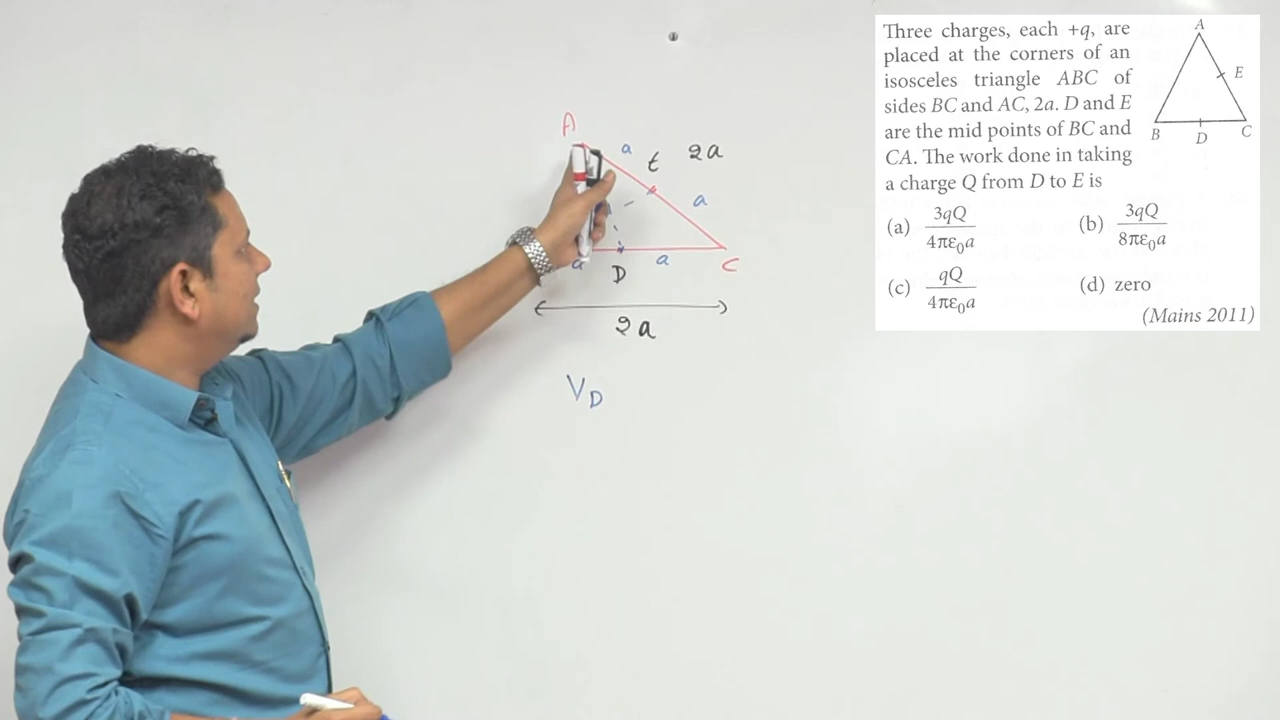 A
a
t
2a
a
a
D
a
C
2a
V_D
Three charges, each +q, are
placed at the corners of an
isosceles triangle ABC of
sides BC and AC, 2a. D and E
are the mid points of BC and
CA. The work done in taking
a charge Q from D to E is
(a) 3qQ/4πε₀a (b) 3qQ/8πε₀a
(c) qQ/4πε₀a (d) zero
(Mains 2011)
A
E
B
D
C